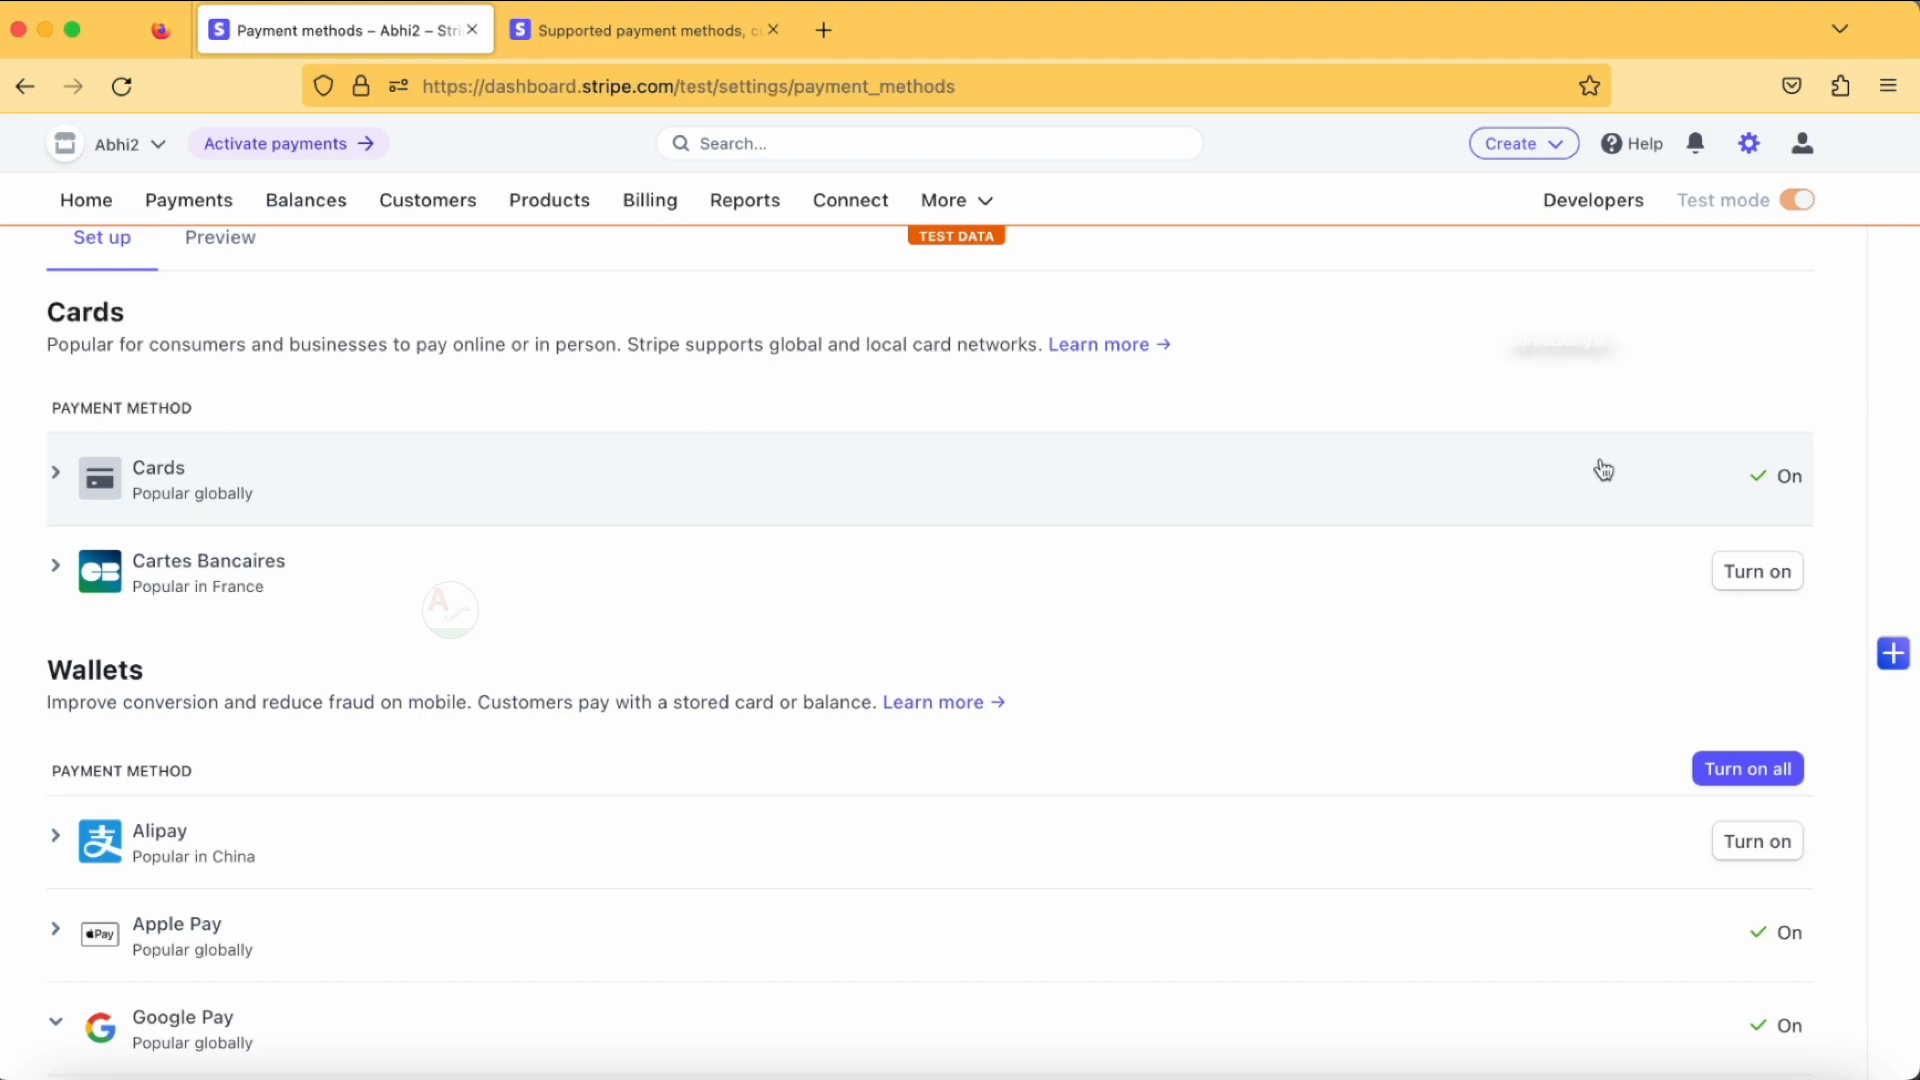 Payment methods – Abhi2 – Stri
Supported payment methods, c
https://dashboard.stripe.com/test/settings/payment_methods
Abhi2
Activate payments →
Search...
Create
Help
Home
Payments
Balances
Customers
Products
Billing
Reports
Connect
More
Developers
Test mode
Set up
Preview
TEST DATA
Cards
Popular for consumers and businesses to pay online or in person. Stripe supports global and local card networks. Learn more →
PAYMENT METHOD
Cards
Popular globally
On
Cartes Bancaires
Popular in France
Turn on
Wallets
Improve conversion and reduce fraud on mobile. Customers pay with a stored card or balance. Learn more →
PAYMENT METHOD
Turn on all
支
Alipay
Popular in China
Turn on
Pay
Apple Pay
Popular globally
On
Google Pay
Popular globally
On